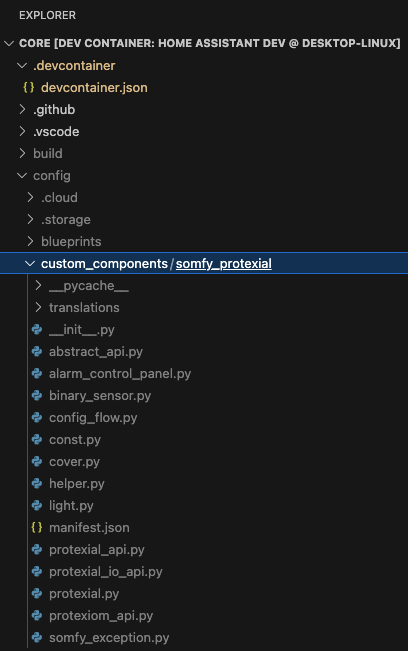 EXPLORER
CORE [DEV CONTAINER: HOME ASSISTANT DEV @ DESKTOP-LINUX]
.devcontainer
{} devcontainer.json
.github
.vscode
build
config
.cloud
.storage
blueprints
custom_components/somfy_protexial
__pycache__
translations
__init__.py
abstract_api.py
alarm_control_panel.py
binary_sensor.py
config_flow.py
const.py
cover.py
helper.py
light.py
{} manifest.json
protexial_api.py
protexial_io_api.py
protexial.py
protexiom_api.py
somfy_exception.py